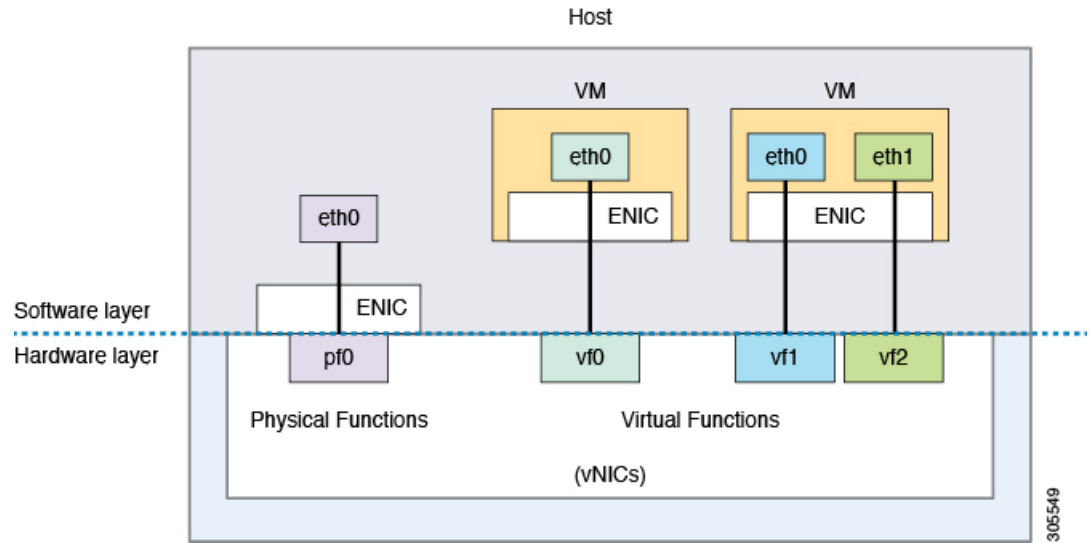 Host
VM
VM
eth0
eth0
eth1
eth0
ENIC
ENIC
ENIC
Software layer
Hardware layer
pf0
vf0
vf1
vf2
Physical Functions
Virtual Functions
(vNICs)
305549